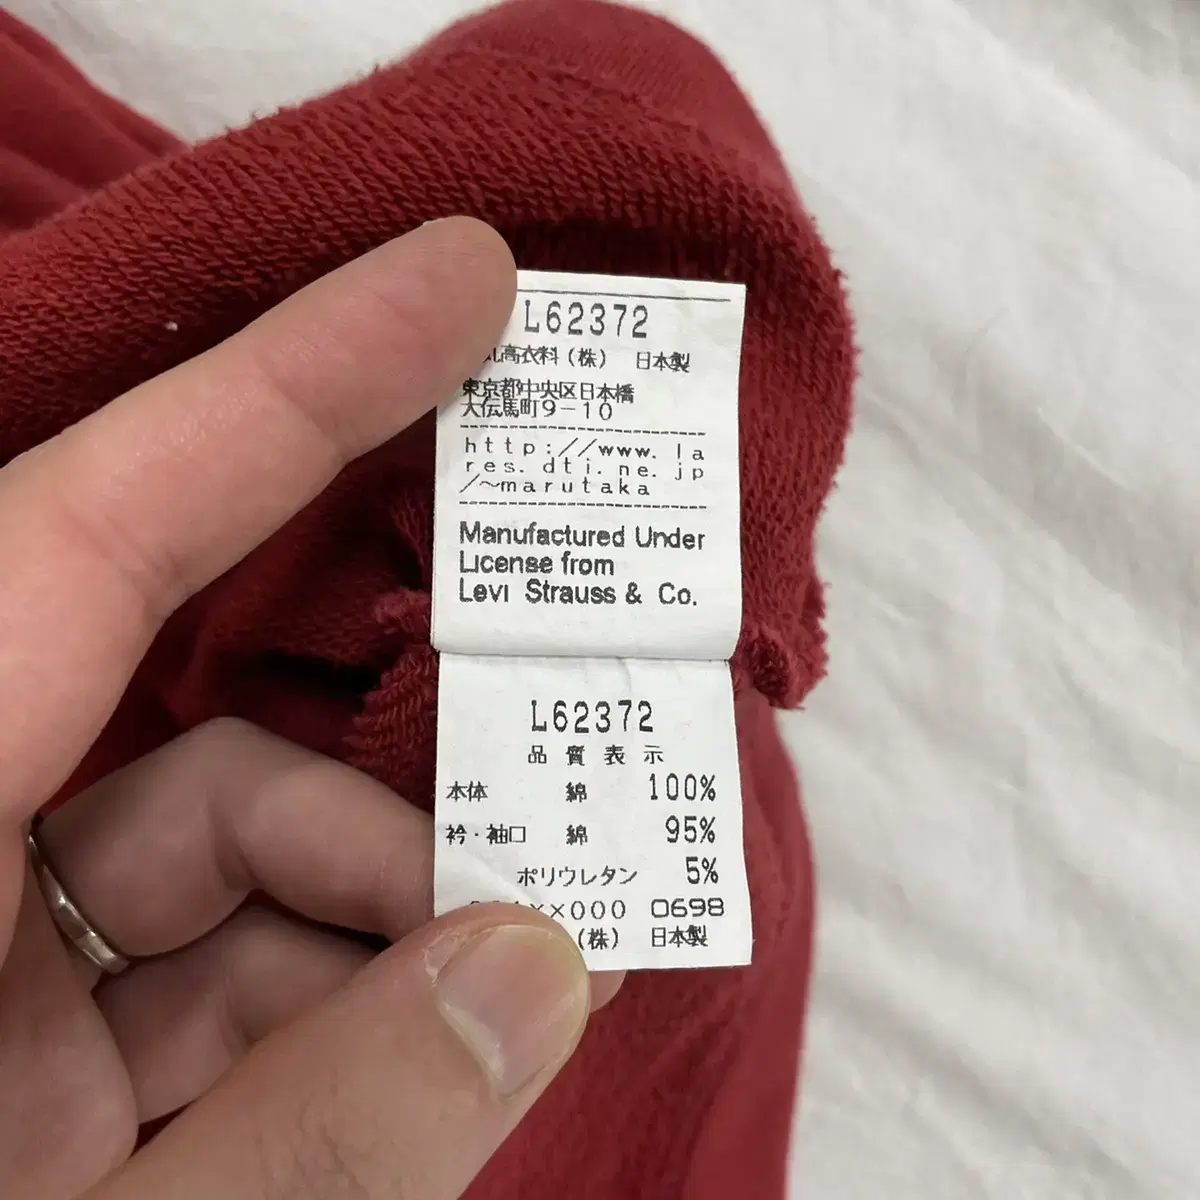 L62372
高衣料(株) 日本製
東京都中央区日本橋
大伝馬町9-10
http://www.la
res.dti.ne.jp
/~marutaka
Manufactured Under
License from
Levi Strauss & Co.
L62372
品質表示
本体 綿 100%
衿・袖口 綿 95%
ポリウレタン 5%
××000 0698
(株) 日本製